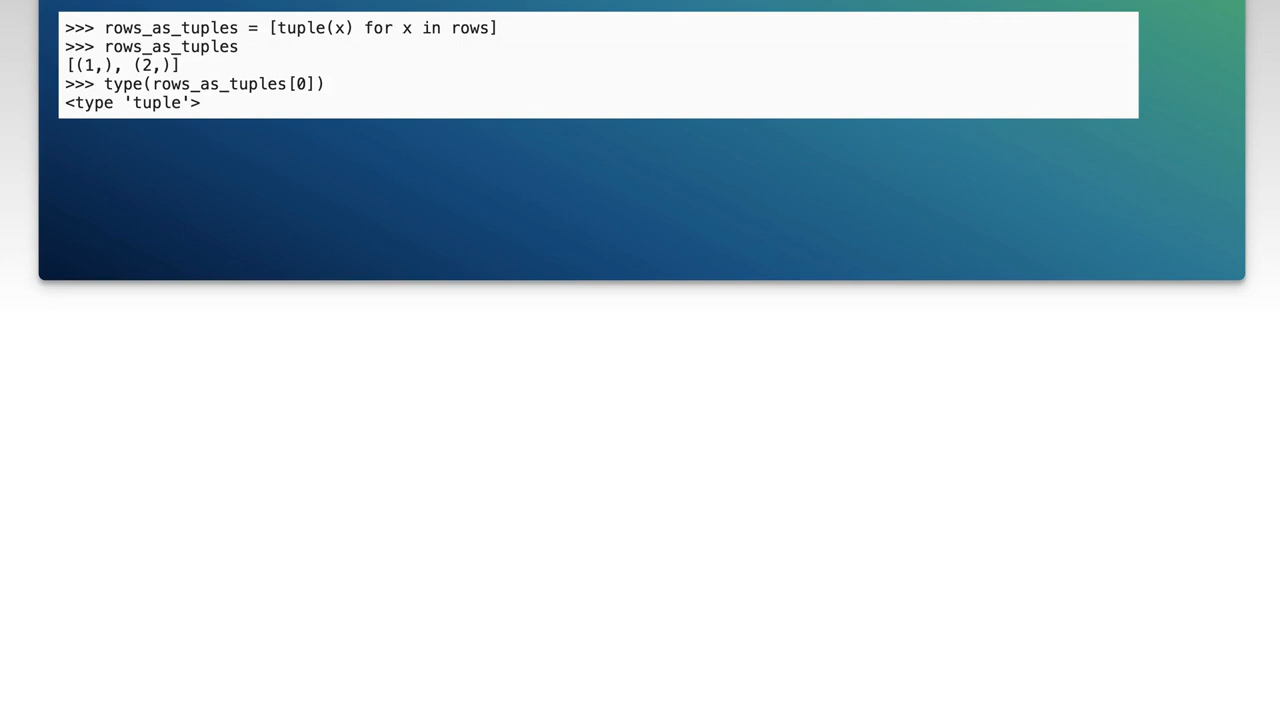 >>> rows_as_tuples = [tuple(x) for x in rows]
>>> rows_as_tuples
[(1,), (2,)]
>>> type(rows_as_tuples[0])
<type 'tuple'>